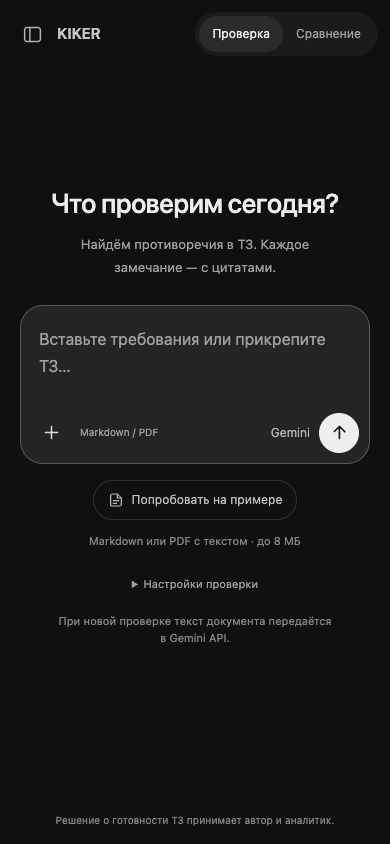 KIKER
Проверка
Сравнение
Что проверим сегодня?
Найдём противоречия в ТЗ. Каждое
замечание — с цитатами.
Вставьте требования или прикрепите
ТЗ...
Markdown / PDF
Gemini
Попробовать на примере
Markdown или PDF с текстом · до 8 МБ
Настройки проверки
При новой проверке текст документа передаётся
в Gemini API.
Решение о готовности ТЗ принимает автор и аналитик.